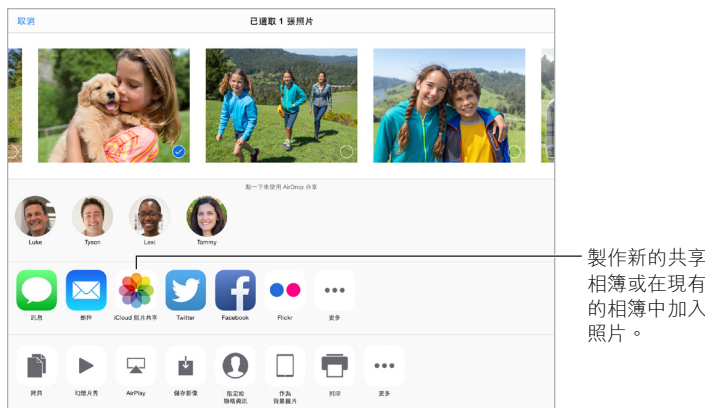 取消
已選取 1 張照片
點一下來使用 AirDrop 分享
Luke
Tyson
Lexi
Tammy
訊息
郵件
iCloud 照片共享
Twitter
Facebook
Flickr
更多
製作新的共享
相簿或在現有
的相簿中加入
照片。
拷貝
幻燈片秀
AirPlay
儲存影像
指定給
聯絡資訊
作為
背景圖片
列印
更多